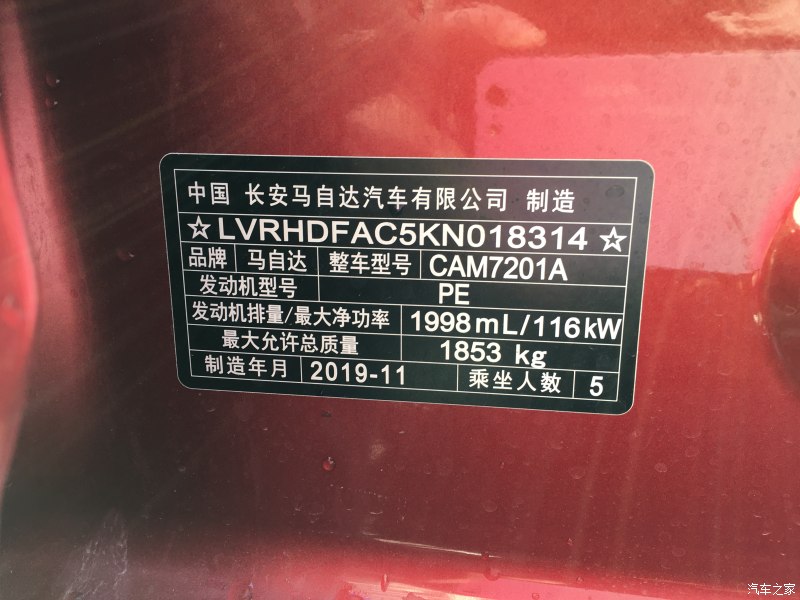 中国 长安马自达汽车有限公司 制造
☆LVRHDFAC5KN018314☆
品牌 马自达 整车型号 CAM7201A
发动机型号 PE
发动机排量/最大净功率 1998mL/116kW
最大允许总质量 1853 kg
制造年月 2019-11 乘坐人数 5
汽车之家